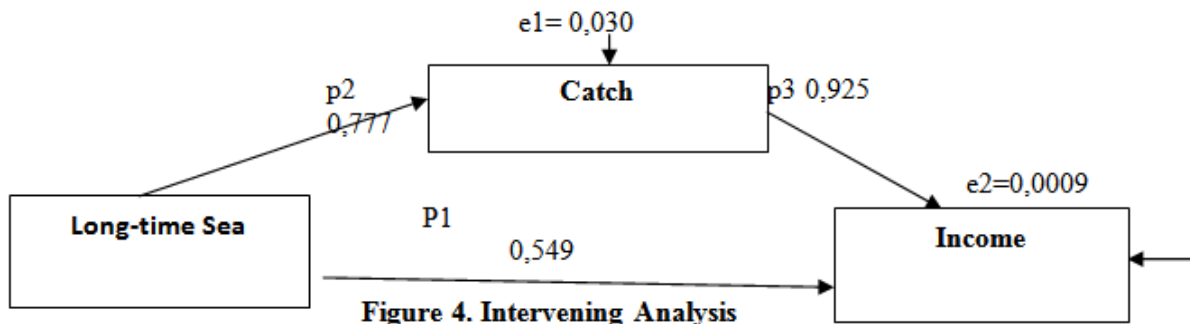 e1= 0,030
p2
0,777
Catch
p3 0,925
e2=0,0009
Long-time Sea
P1
0,549
Income
Figure 4. Intervening Analysis